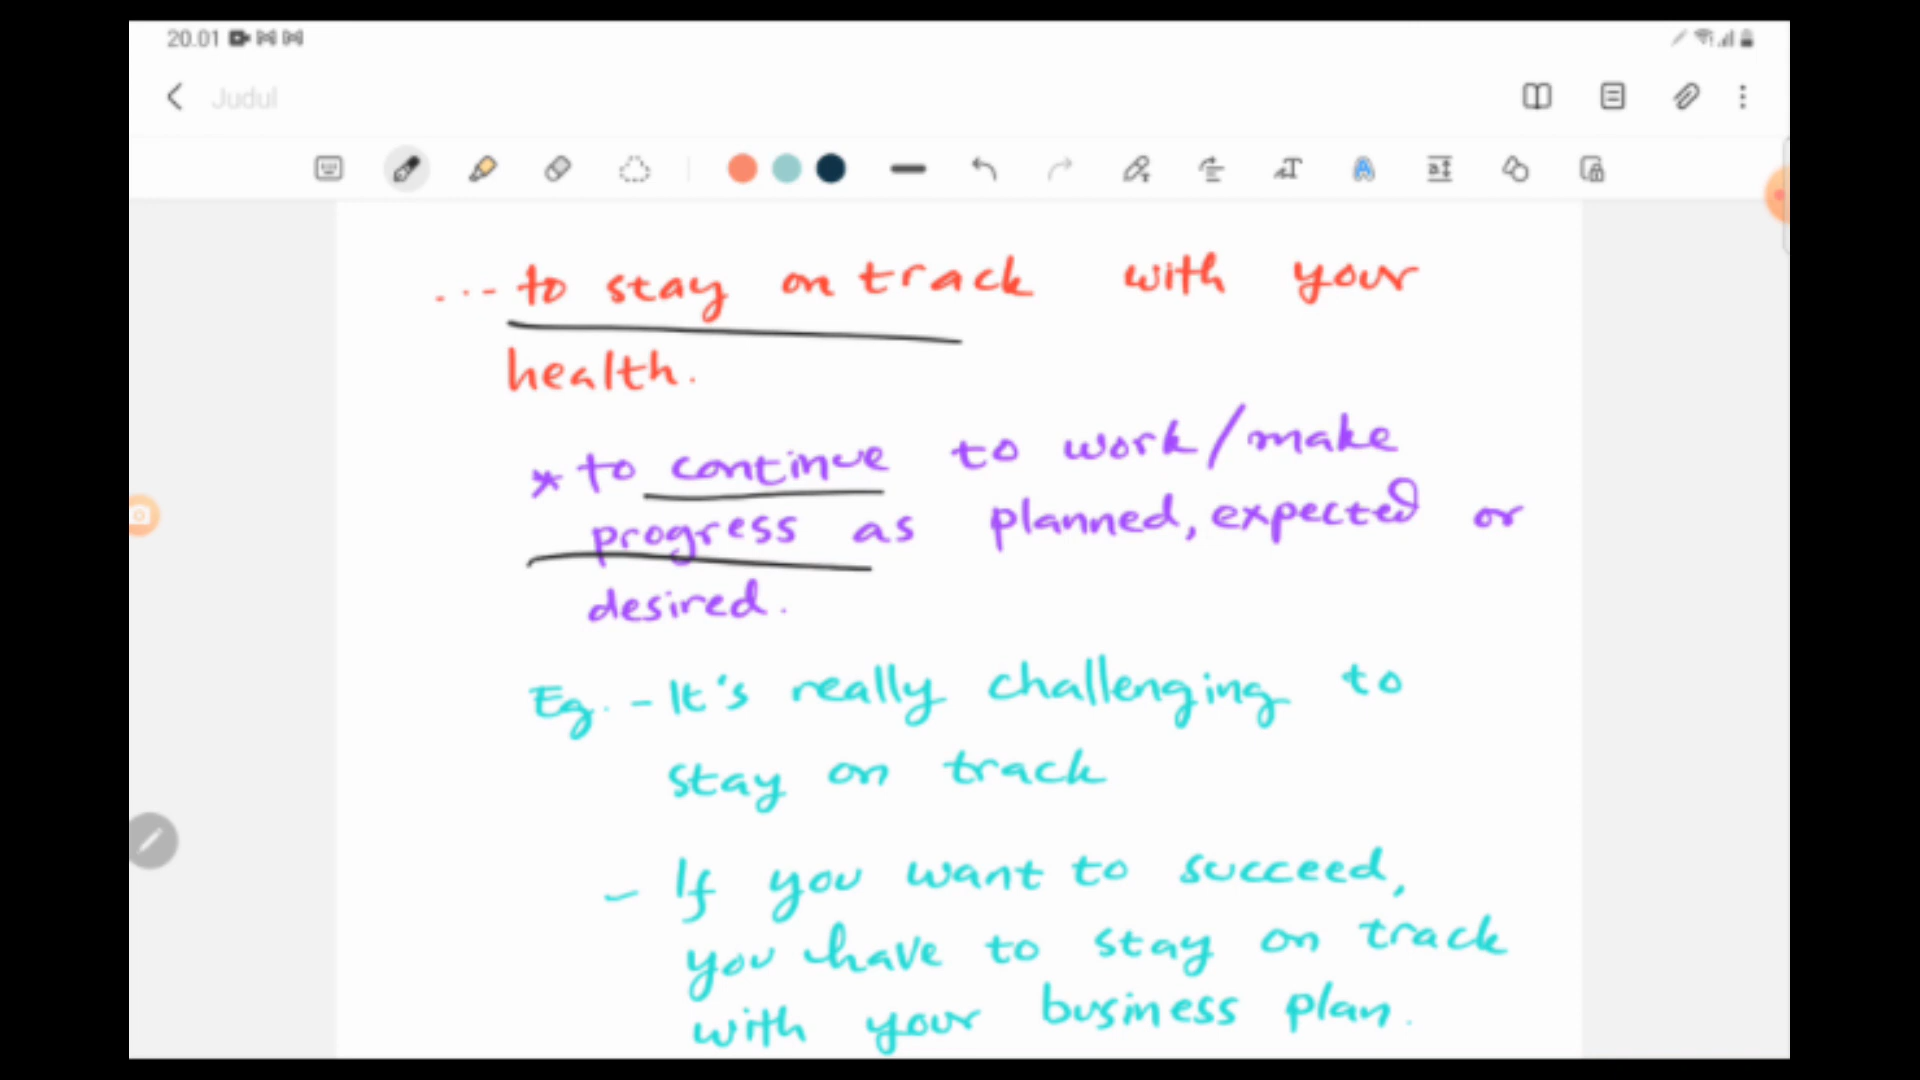 20.01
Judul
... to stay on track with your
health.
* to continue to work/make
progress as planned, expected or
desired.
Eg. - It's really challenging to
stay on track
- If you want to succeed,
you have to stay on track
with your business plan.